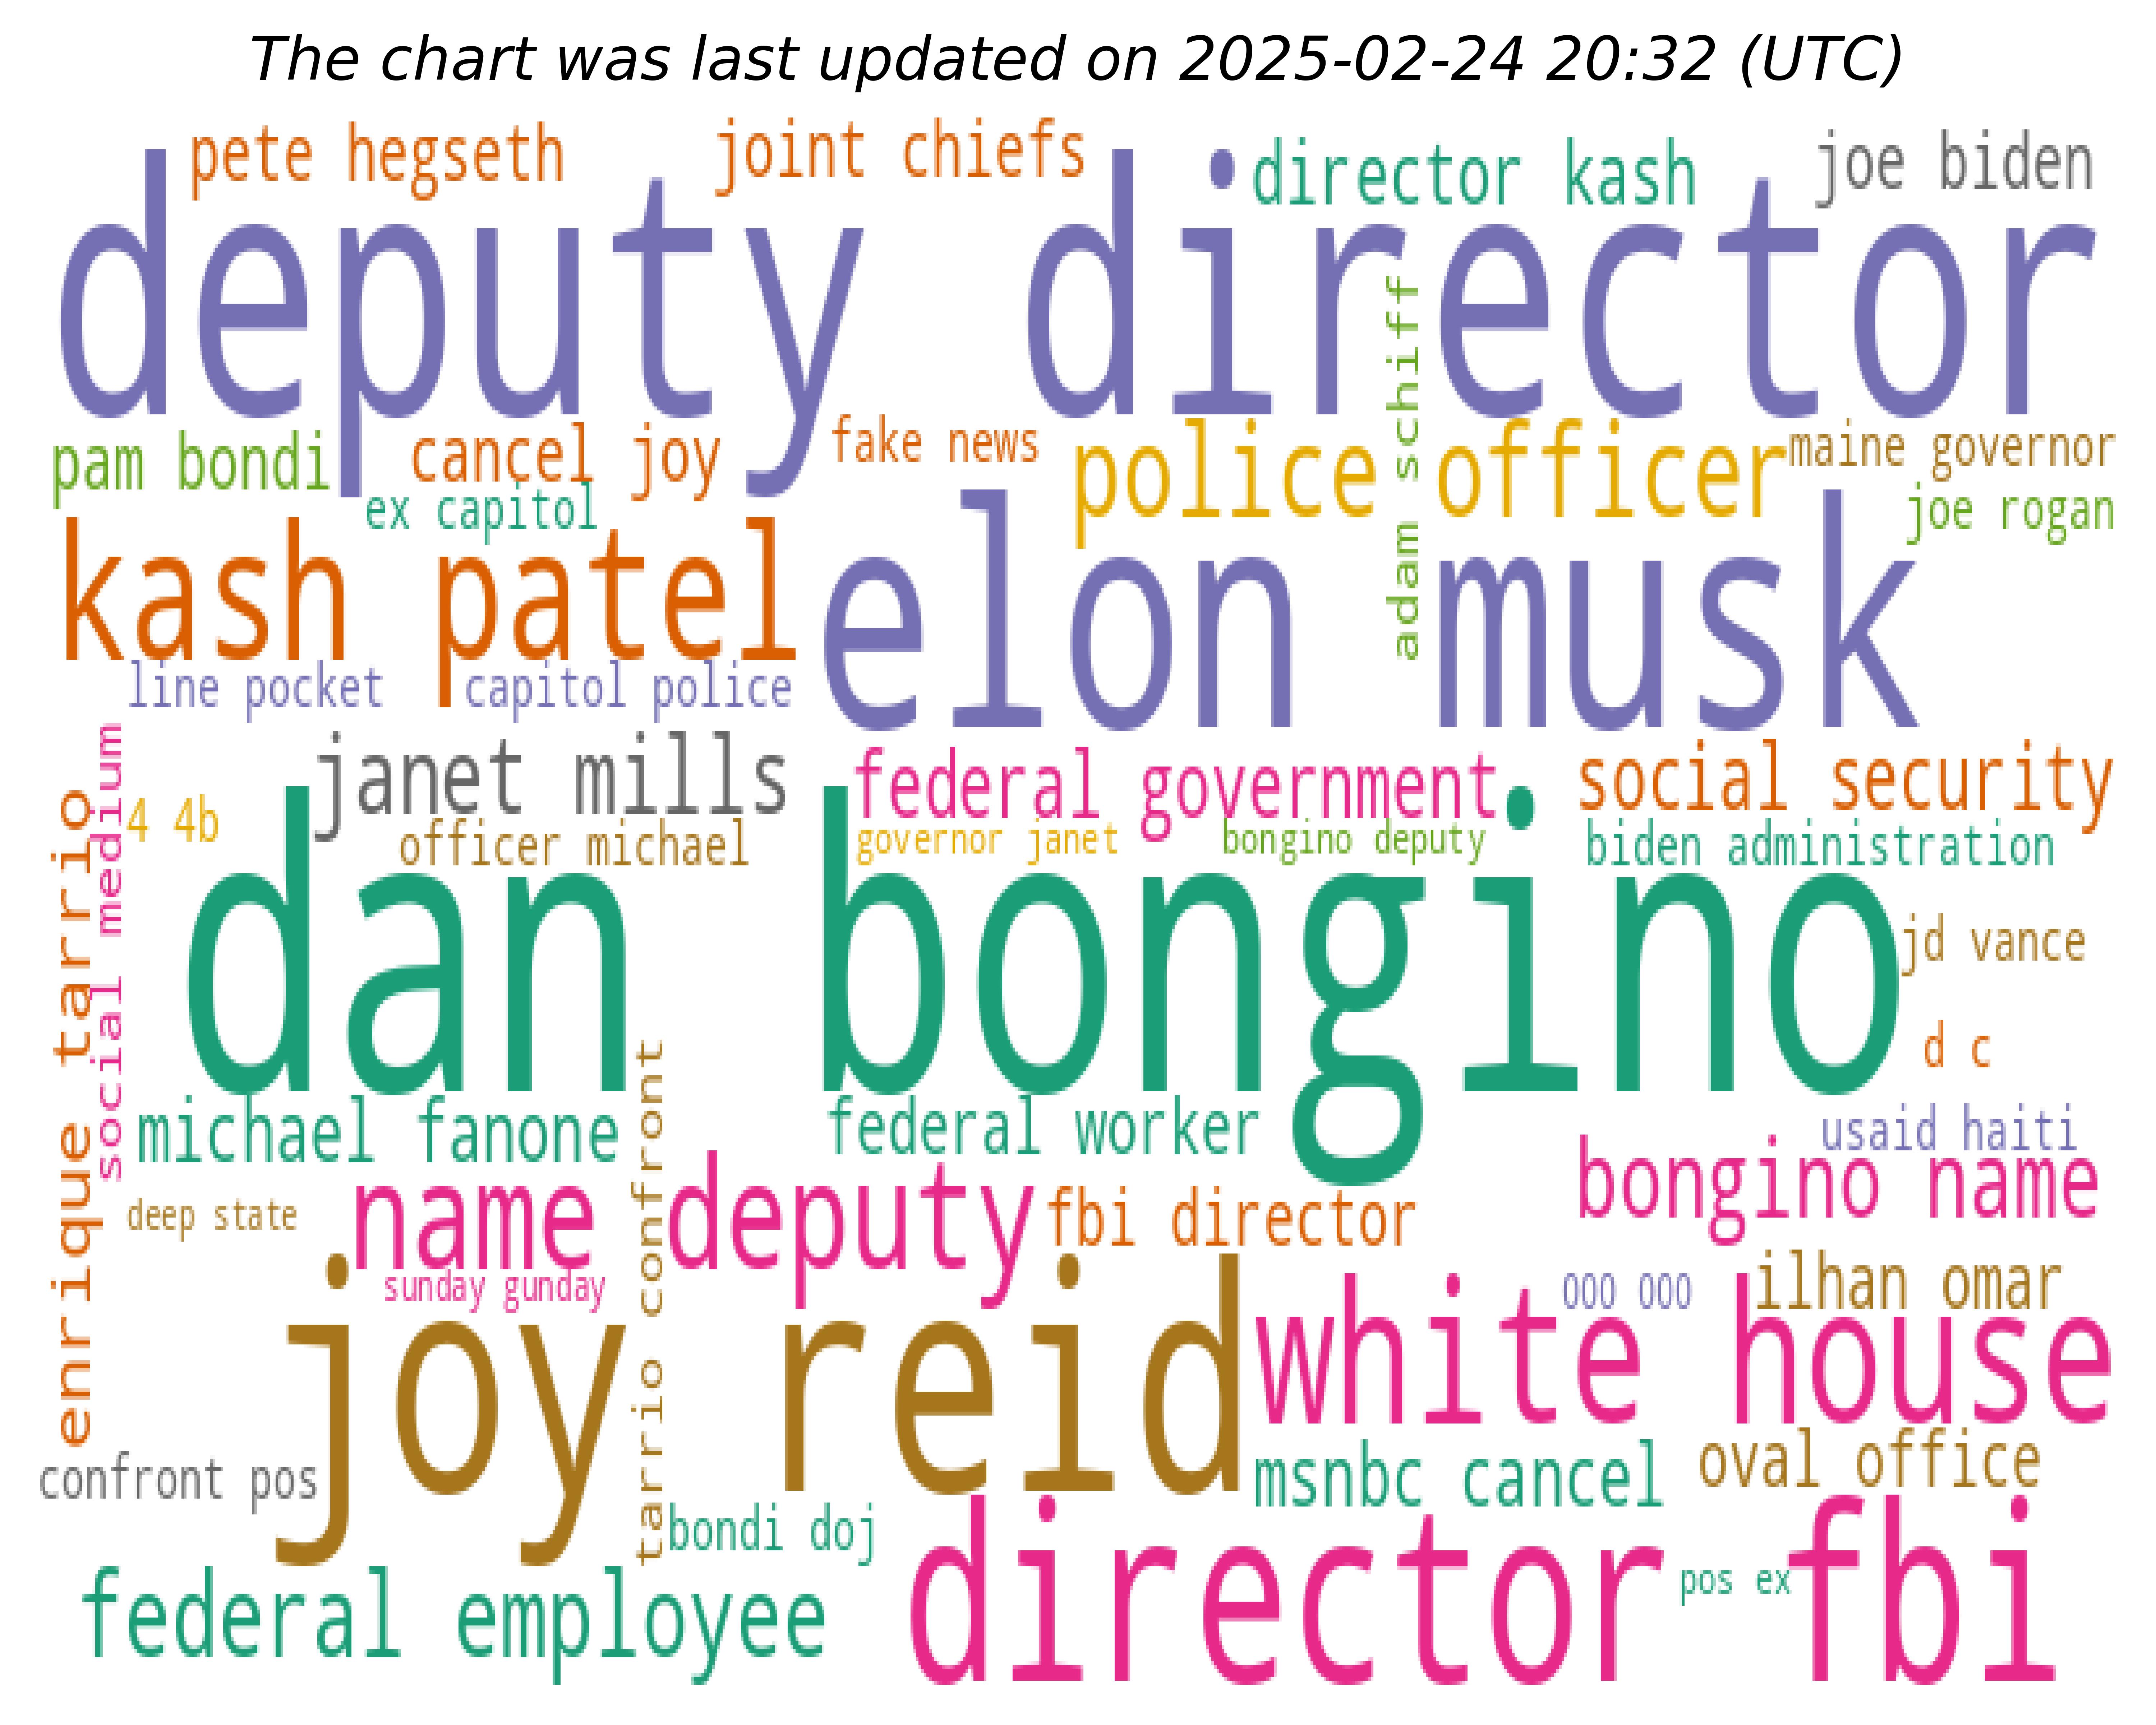 The chart was last updated on 2025-02-24 20:32 (UTC)
pete hegseth
joint chiefs
director kash
joe biden
deputy director
adam schiff
pam bondi
cancel joy
fake news
police officer
maine governor
ex capitol
joe rogan
kash patel
elon musk
line pocket
capitol police
social medium
enrique tarrio
janet mills
federal government
social security
4 4b
officer michael
governor janet
bongino deputy
biden administration
dan bongino
jd vance
d c
michael fanone
tarrio confront
federal worker
usaid haiti
bongino name
deep state
name deputy
fbi director
sunday gunday
000 000
ilhan omar
joy reid
white house
confront pos
msnbc cancel
oval office
bondi doj
federal employee
director fbi
pos ex